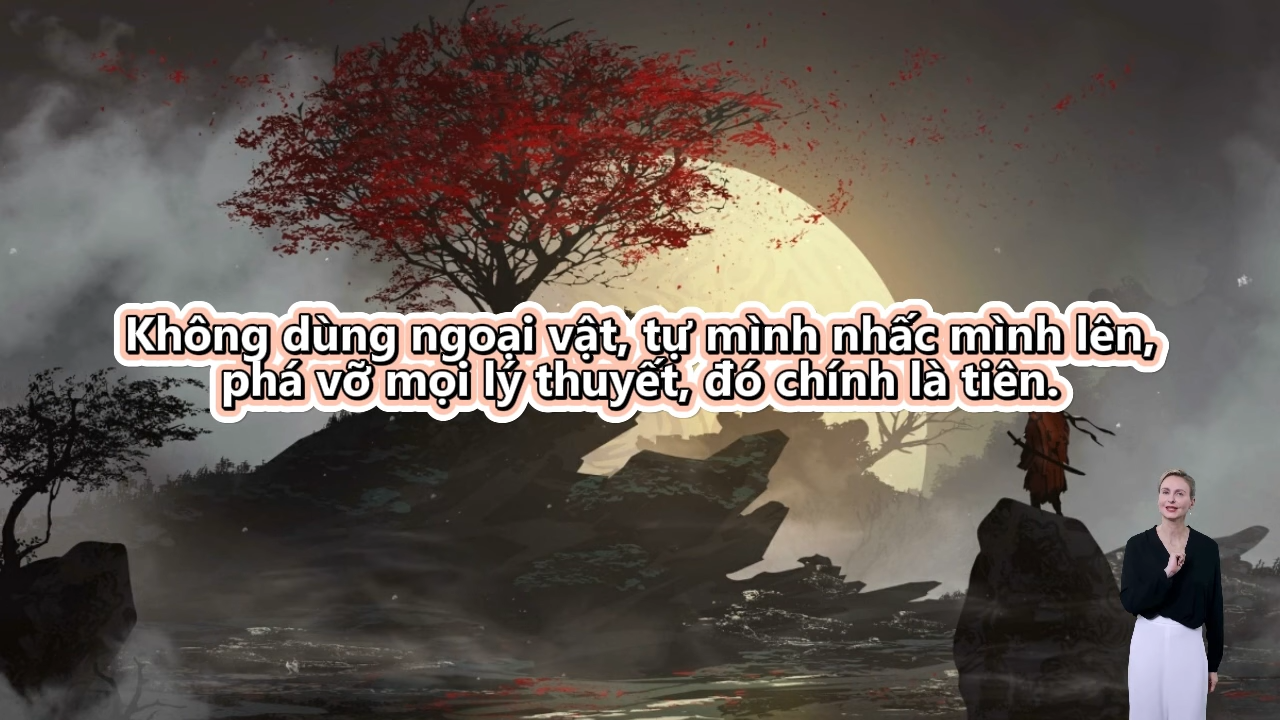 Không dùng ngoại vật, tự mình nhấc mình lên,
phá vỡ mọi lý thuyết, đó chính là tiên.